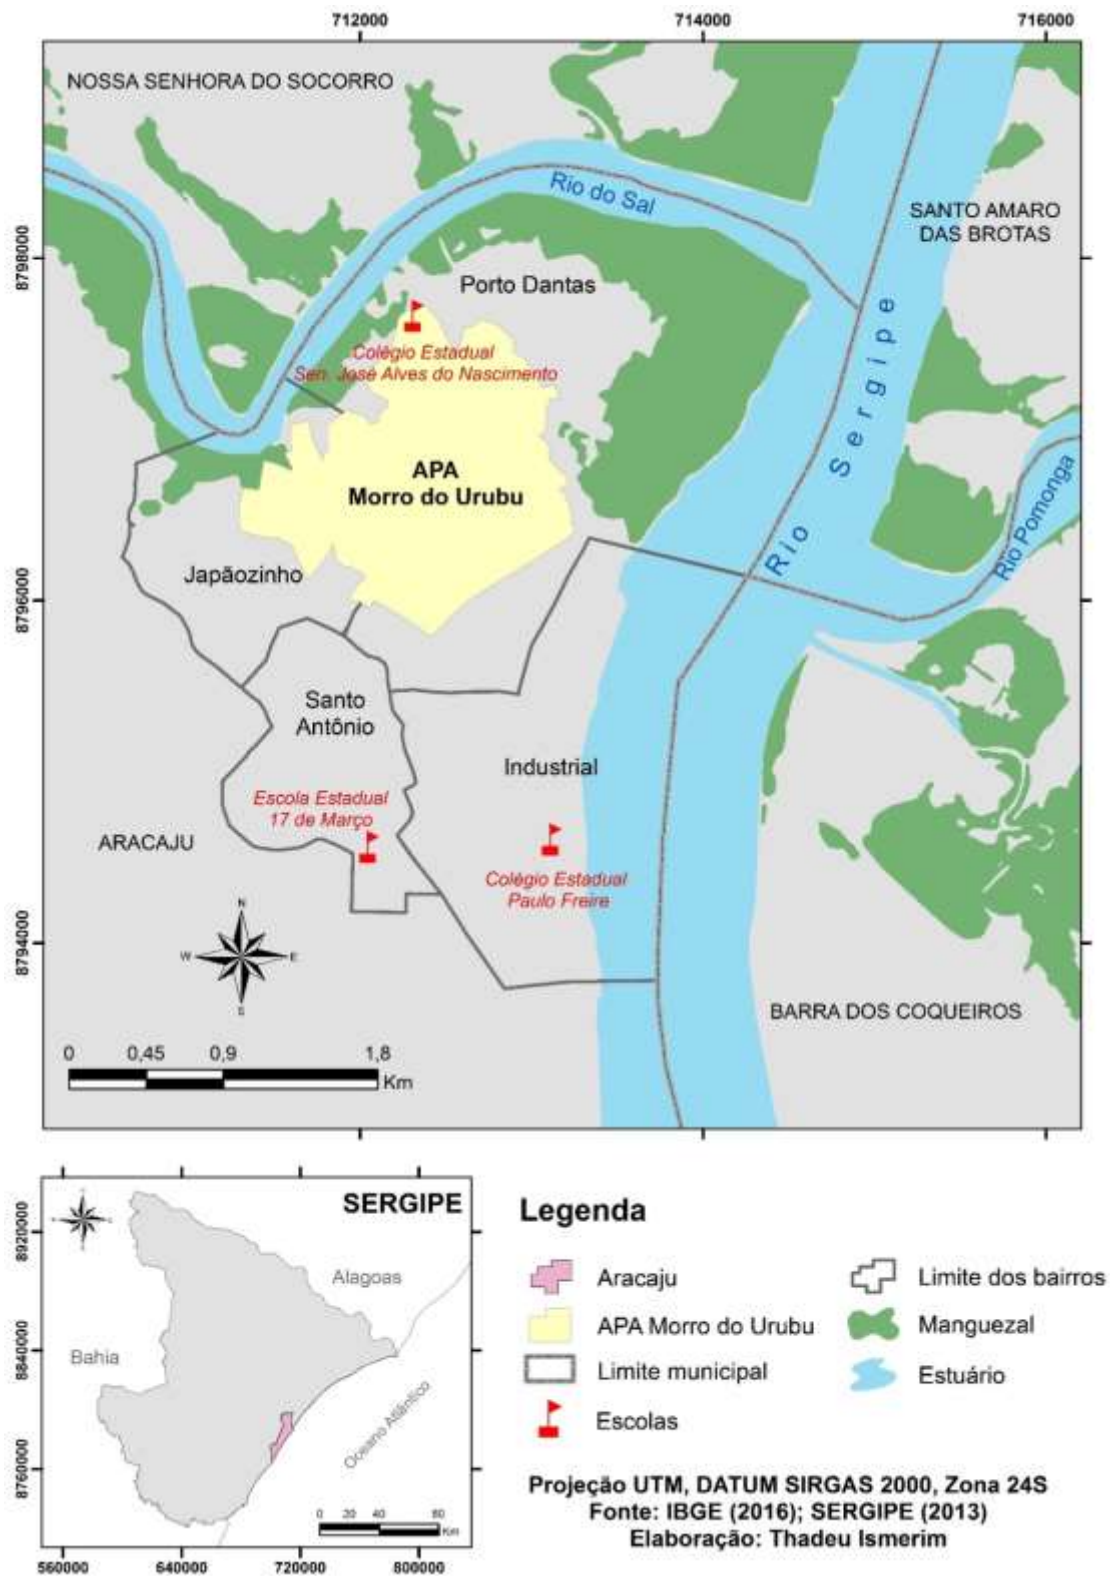 712000
714000
716000
NOSSA SENHORA DO SOCORRO
Rio do Sal
SANTO AMARO
DAS BROTAS
8798000
Porto Dantas
Colégio Estadual
Sen. José Alves do Nascimento
Rio Sergipe
APA
Morro do Urubu
Rio Pomonga
Japãozinho
8796000
Santo
Antônio
Industrial
Escola Estadual
17 de Março
ARACAJU
Colégio Estadual
Paulo Freire
N
W
E
S
8794000
BARRA DOS COQUEIROS
0
0,45
0,9
1,8
Km
SERGIPE
8920000
Alagoas
Bahia
8840000
Oceano Atlântico
8760000
0
20
40
80
Km
560000
640000
720000
800000
Legenda
Aracaju
APA Morro do Urubu
Limite municipal
Escolas
Limite dos bairros
Manguezal
Estuário
Projeção UTM, DATUM SIRGAS 2000, Zona 24S
Fonte: IBGE (2016); SERGIPE (2013)
Elaboração: Thadeu Ismerim